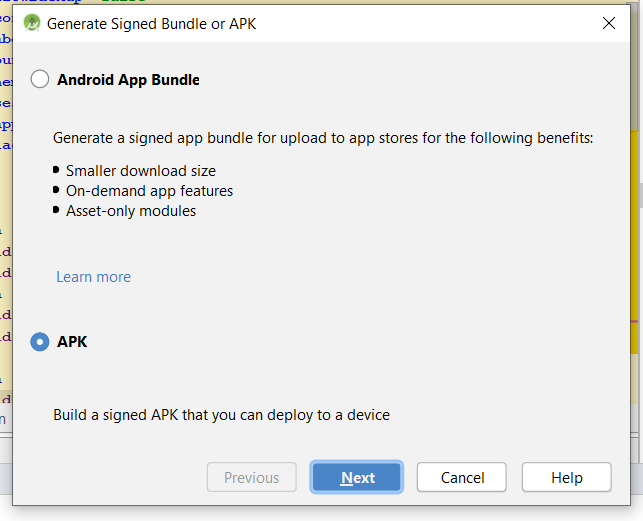 Generate Signed Bundle or APK
Android App Bundle
Generate a signed app bundle for upload to app stores for the following benefits:
Smaller download size
On-demand app features
Asset-only modules
Learn more
APK
Build a signed APK that you can deploy to a device
Previous
Next
Cancel
Help